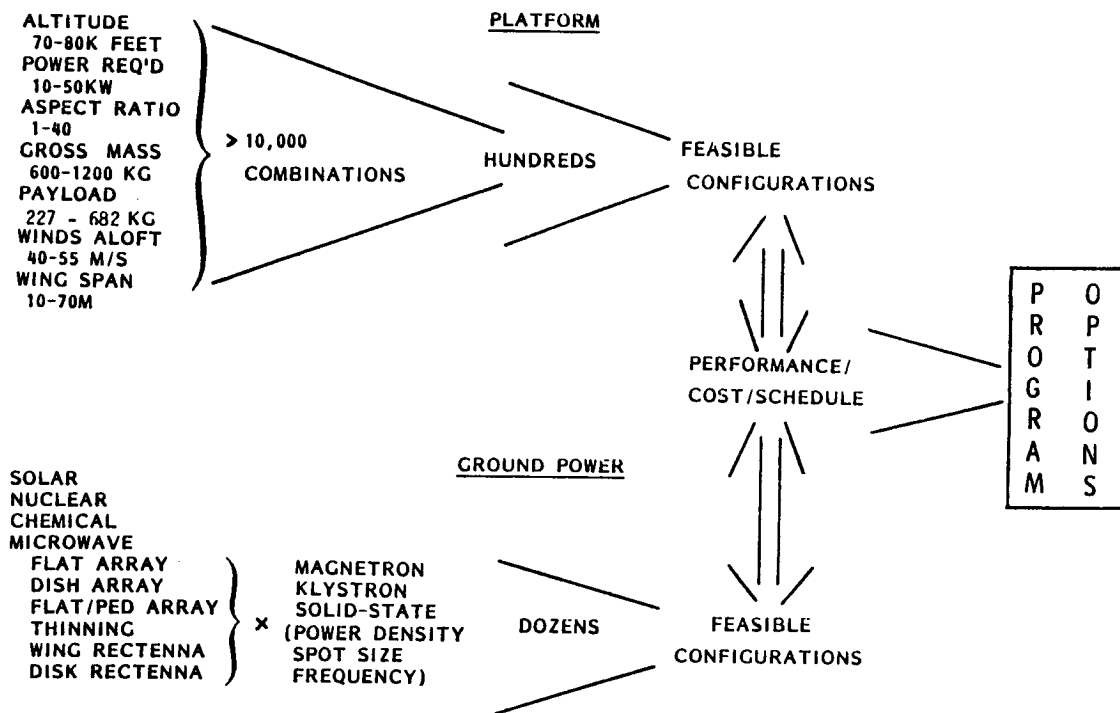 PLATFORM
ALTITUDE
70-80K FEET
POWER REQ'D
10-50KW
ASPECT RATIO
1-40
GROSS MASS
600-1200 KG
PAYLOAD
227 - 682 KG
WINDS ALOFT
40-55 M/S
WING SPAN
10-70M
> 10,000
COMBINATIONS
HUNDREDS
FEASIBLE
CONFIGURATIONS
PERFORMANCE/
COST/SCHEDULE
PROGRAM
OPTIONS
GROUND POWER
SOLAR
NUCLEAR
CHEMICAL
MICROWAVE
FLAT ARRAY
DISH ARRAY
FLAT/PED ARRAY
THINNING
WING RECTENNA
DISK RECTENNA
×
MAGNETRON
KLYSTRON
SOLID-STATE
(POWER DENSITY
SPOT SIZE
FREQUENCY)
DOZENS
FEASIBLE
CONFIGURATIONS